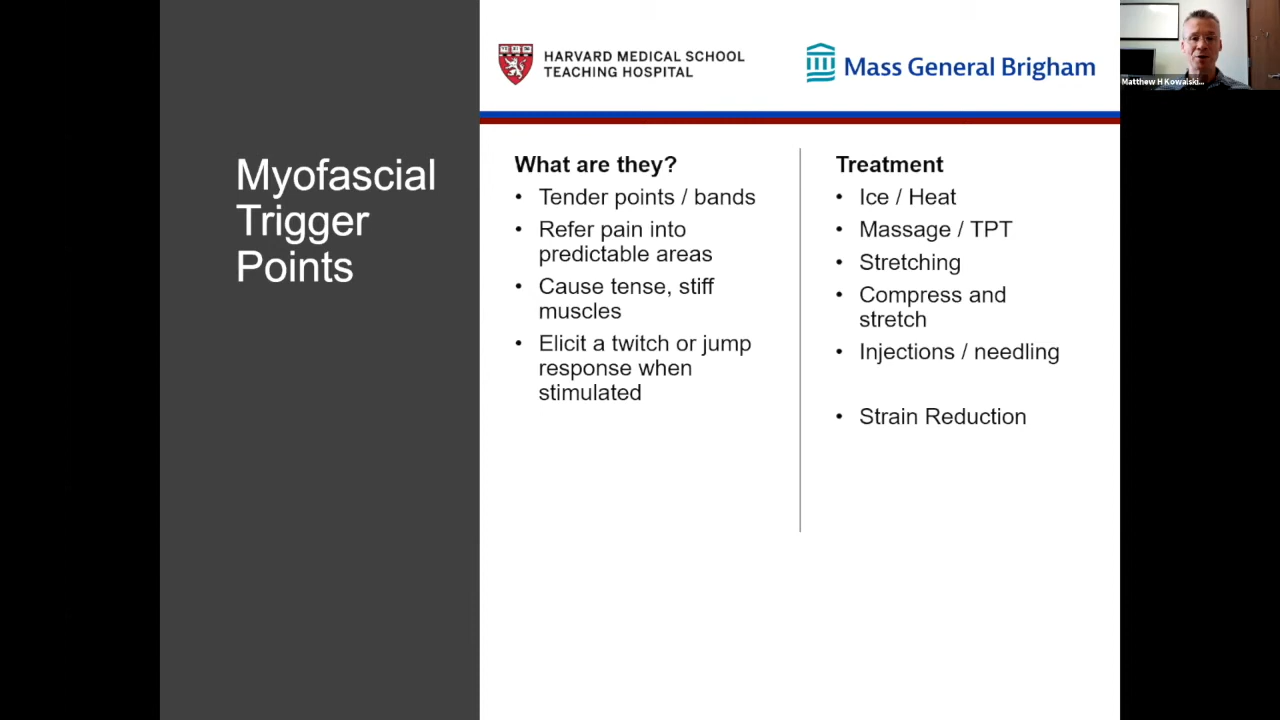 HARVARD MEDICAL SCHOOL
TEACHING HOSPITAL
Mass General Brigham
Matthew H Kowalski...
Myofascial
Trigger
Points
What are they?
• Tender points / bands
• Refer pain into
predictable areas
• Cause tense, stiff
muscles
• Elicit a twitch or jump
response when
stimulated
Treatment
• Ice / Heat
• Massage / TPT
• Stretching
• Compress and
stretch
• Injections / needling
• Strain Reduction